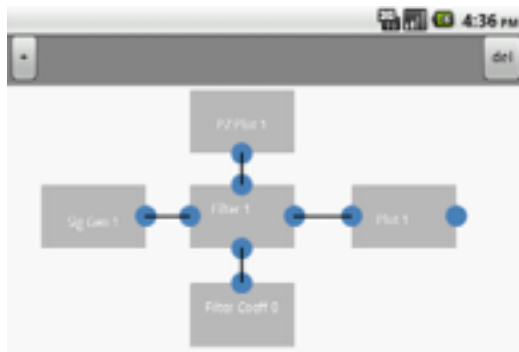 4:36 PM
del
PZ Plot 1
Sig Gen 1
Filter 1
Plot 1
Filter Coeff 0